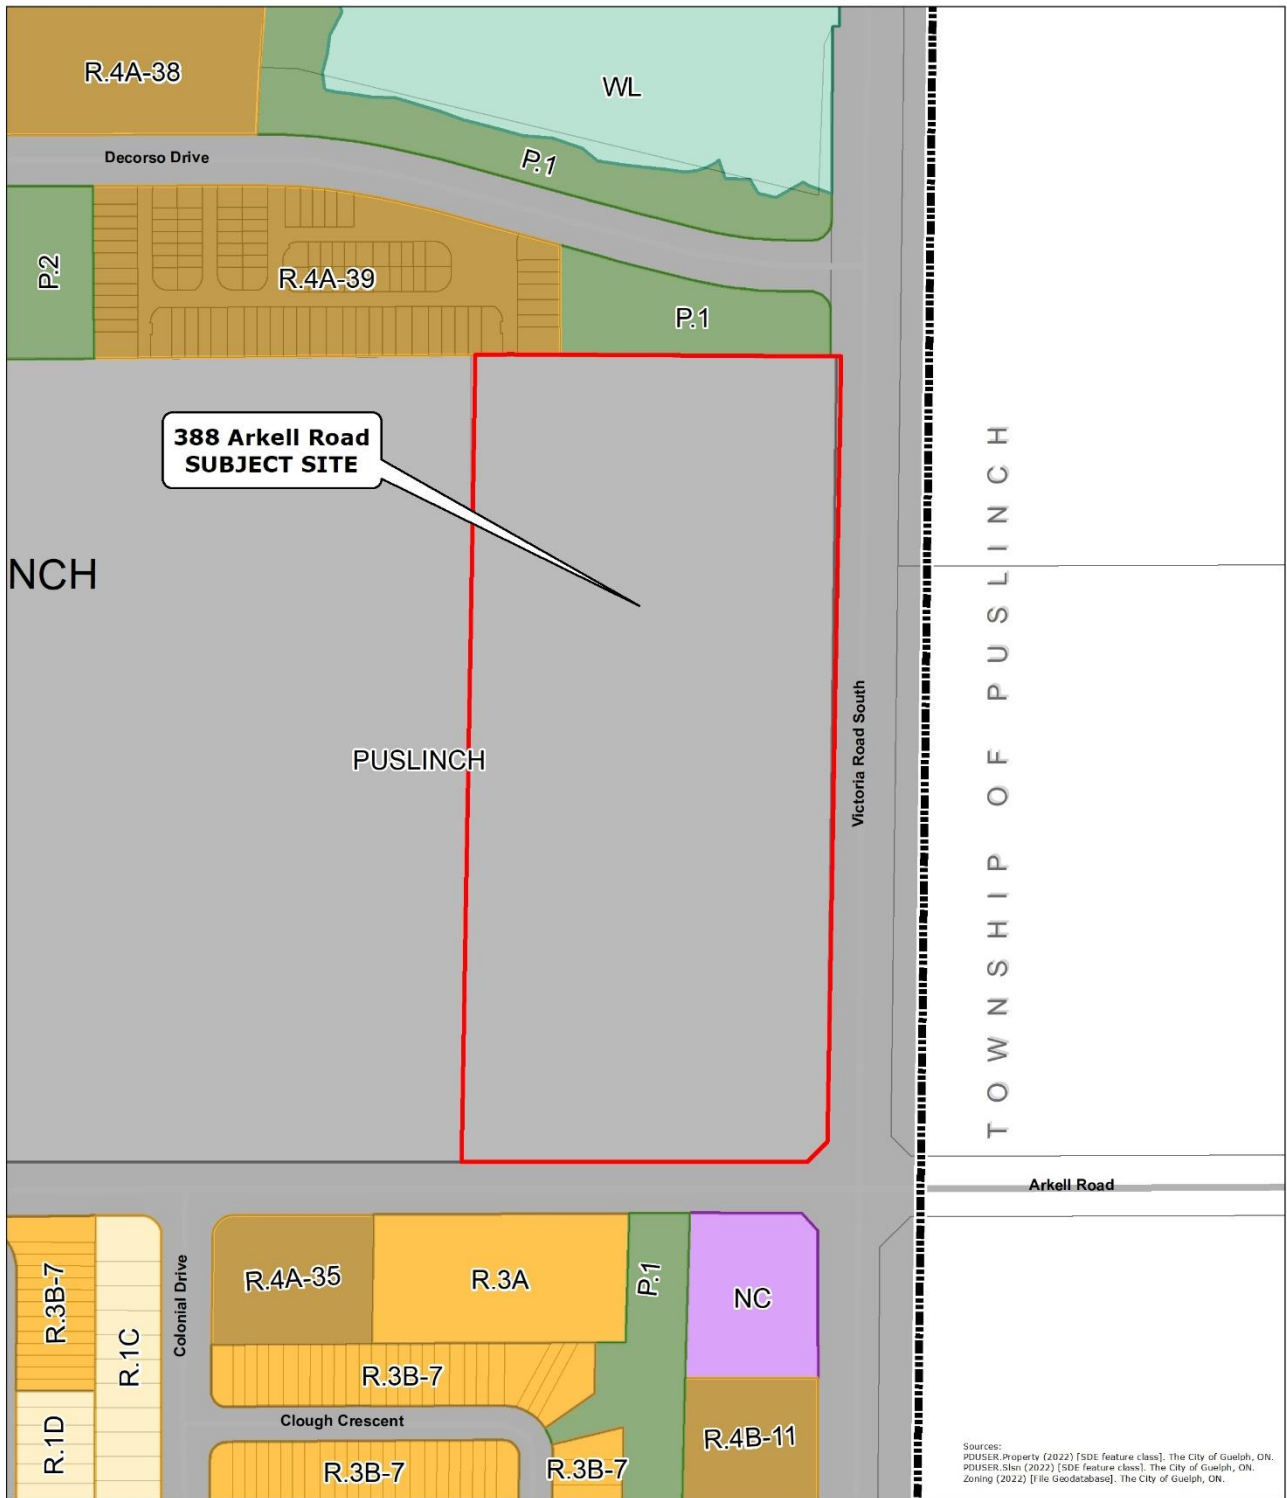 R.4A-38
WL
Decorso Drive
P.1
P.2
R.4A-39
P.1
388 Arkell Road
SUBJECT SITE
NCH
PUSLINCH
Victoria Road South
TOWNSHIP OF PUSLINCH
Arkell Road
R.3B-7
R.1C
Colonial Drive
R.4A-35
R.3A
P.1
NC
R.3B-7
Clough Crescent
R.1D
R.3B-7
R.3B-7
R.4B-11
Sources:
PDUSER.Property (2022) [SDE feature class]. The City of Guelph, ON.
PDUSER.Slsn (2022) [SDE feature class]. The City of Guelph, ON.
Zoning (2022) [File Geodatabase]. The City of Guelph, ON.